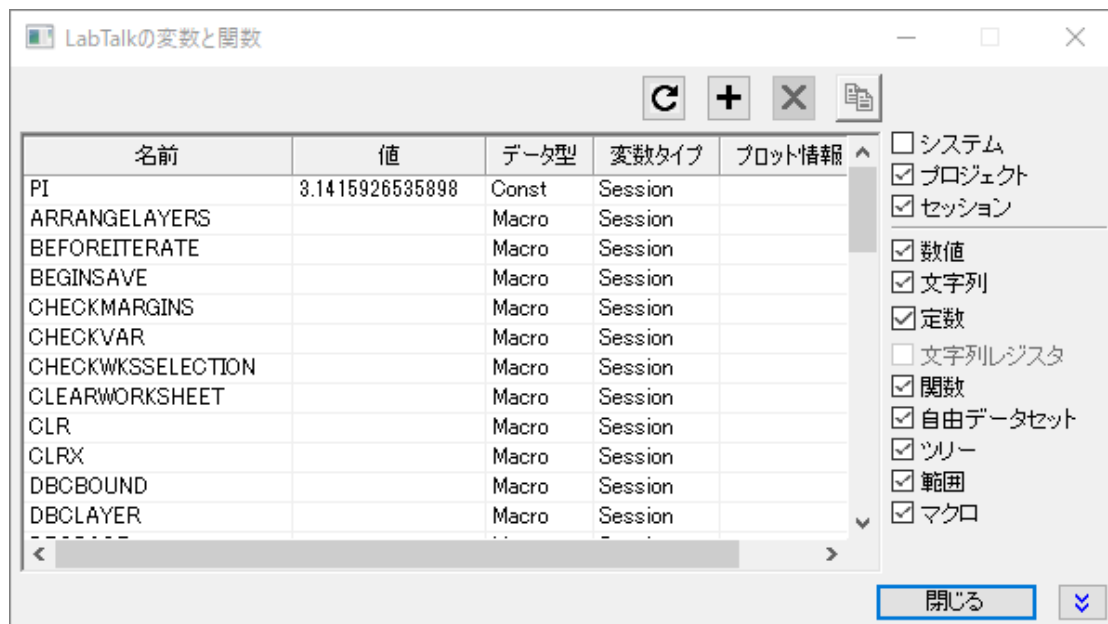 LabTalkの変数と関数
名前 値 データ型 変数タイプ プロット情報
PI 3.1415926535898 Const Session
ARRANGELAYERS Macro Session
BEFOREITERATE Macro Session
BEGINSAVE Macro Session
CHECKMARGINS Macro Session
CHECKVAR Macro Session
CHECKWKSSELECTION Macro Session
CLEARWORKSHEET Macro Session
CLR Macro Session
CLRX Macro Session
DBCBOUND Macro Session
DBCLAYER Macro Session
システム
プロジェクト
セッション
数値
文字列
定数
文字列レジスタ
関数
自由データセット
ツリー
範囲
マクロ
閉じる